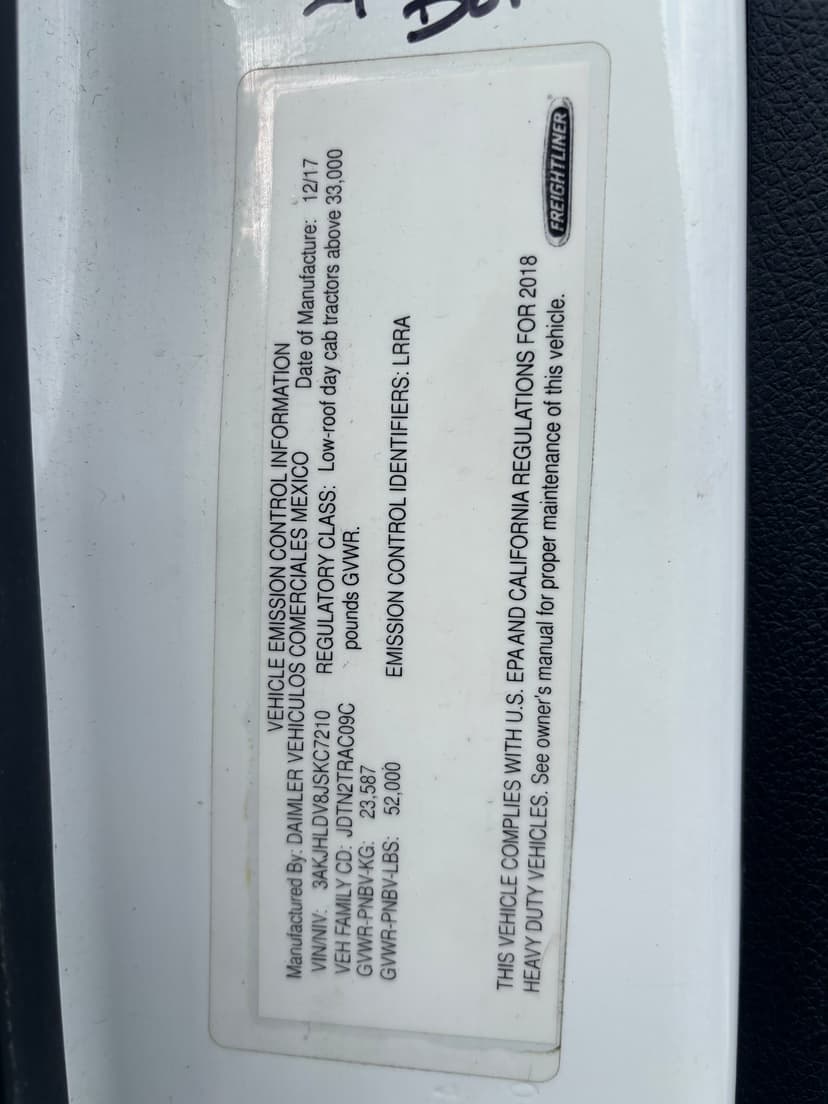 VEHICLE EMISSION CONTROL INFORMATION
Manufactured By: DAIMLER VEHICULOS COMERCIALES MEXICO Date of Manufacture: 12/17
VIN/NIV: 3AKJHLDV8JSKC7210 REGULATORY CLASS: Low-roof day cab tractors above 33,000
VEH FAMILY CD: JDTN2TRAC09C pounds GVWR.
GVWR-PNBV-KG: 23,587
GVWR-PNBV-LBS: 52,000 EMISSION CONTROL IDENTIFIERS: LRRA
THIS VEHICLE COMPLIES WITH U.S. EPA AND CALIFORNIA REGULATIONS FOR 2018
HEAVY DUTY VEHICLES. See owner's manual for proper maintenance of this vehicle.
FREIGHTLINER